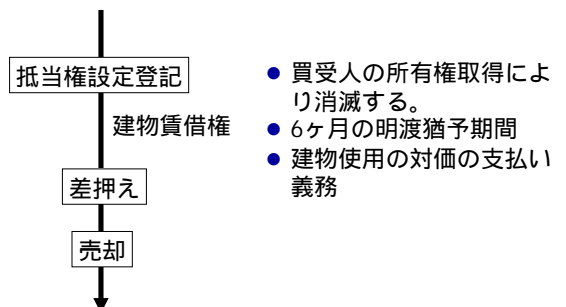 抵当権設定登記
建物賃借権
差押え
売却
● 買受人の所有権取得によ
り消滅する。
● 6ヶ月の明渡猶予期間
● 建物使用の対価の支払い
義務